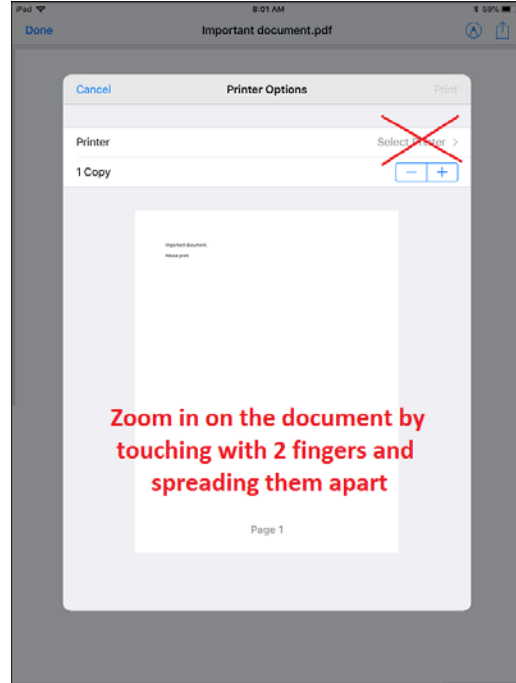 iPad 8:01 AM 59%
Done Important document.pdf
Cancel Printer Options Print
Printer Select Printer >
1 Copy − +
Important document.
Please print.
Zoom in on the document by
touching with 2 fingers and
spreading them apart
Page 1